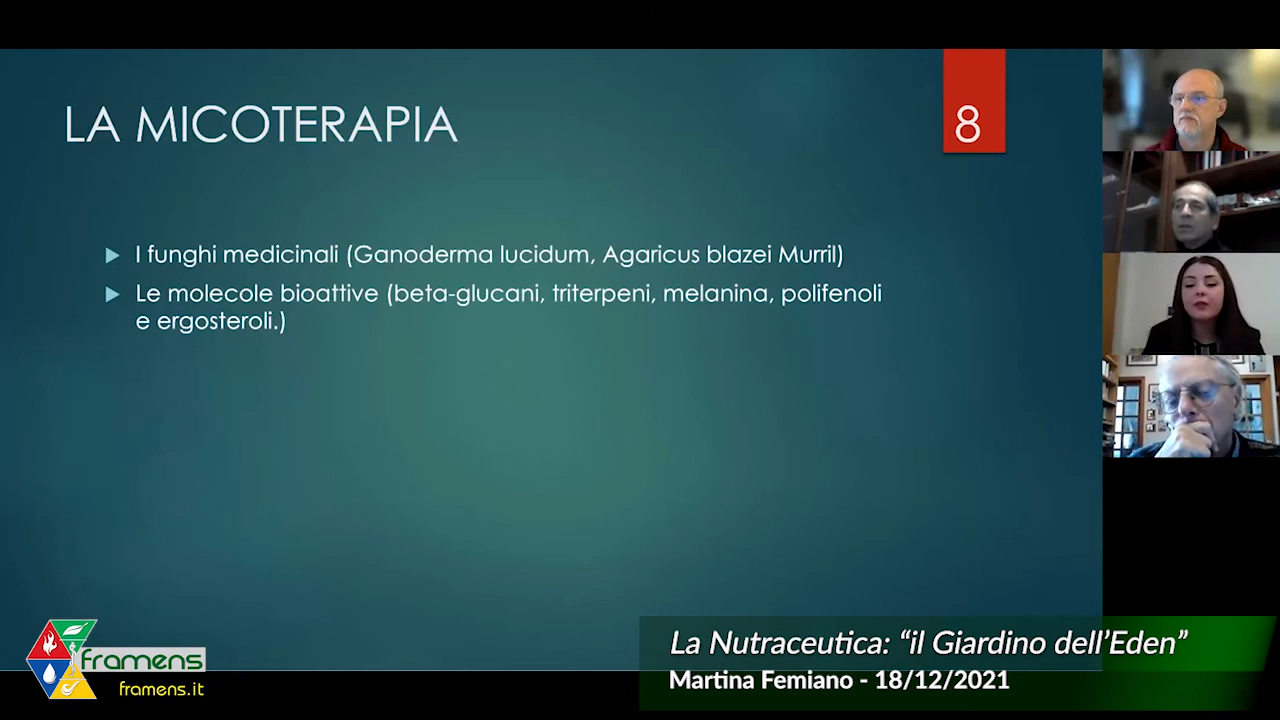 LA MICOTERAPIA
8
I funghi medicinali (Ganoderma lucidum, Agaricus blazei Murril)
Le molecole bioattive (beta-glucani, triterpeni, melanina, polifenoli
e ergosteroli.)
framens
framens.it
La Nutraceutica: “il Giardino dell’Eden”
Martina Femiano - 18/12/2021